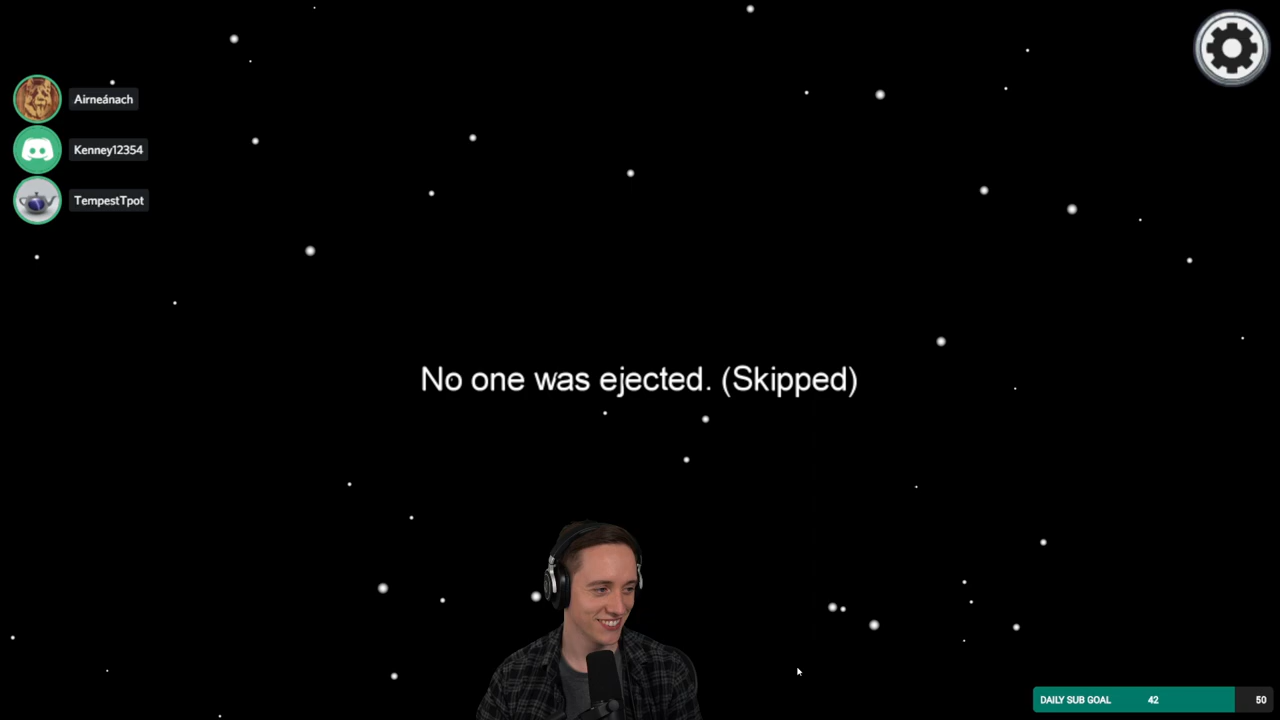 Airneánach
Kenney12354
TempestTpot
No one was ejected. (Skipped)
DAILY SUB GOAL 42 50